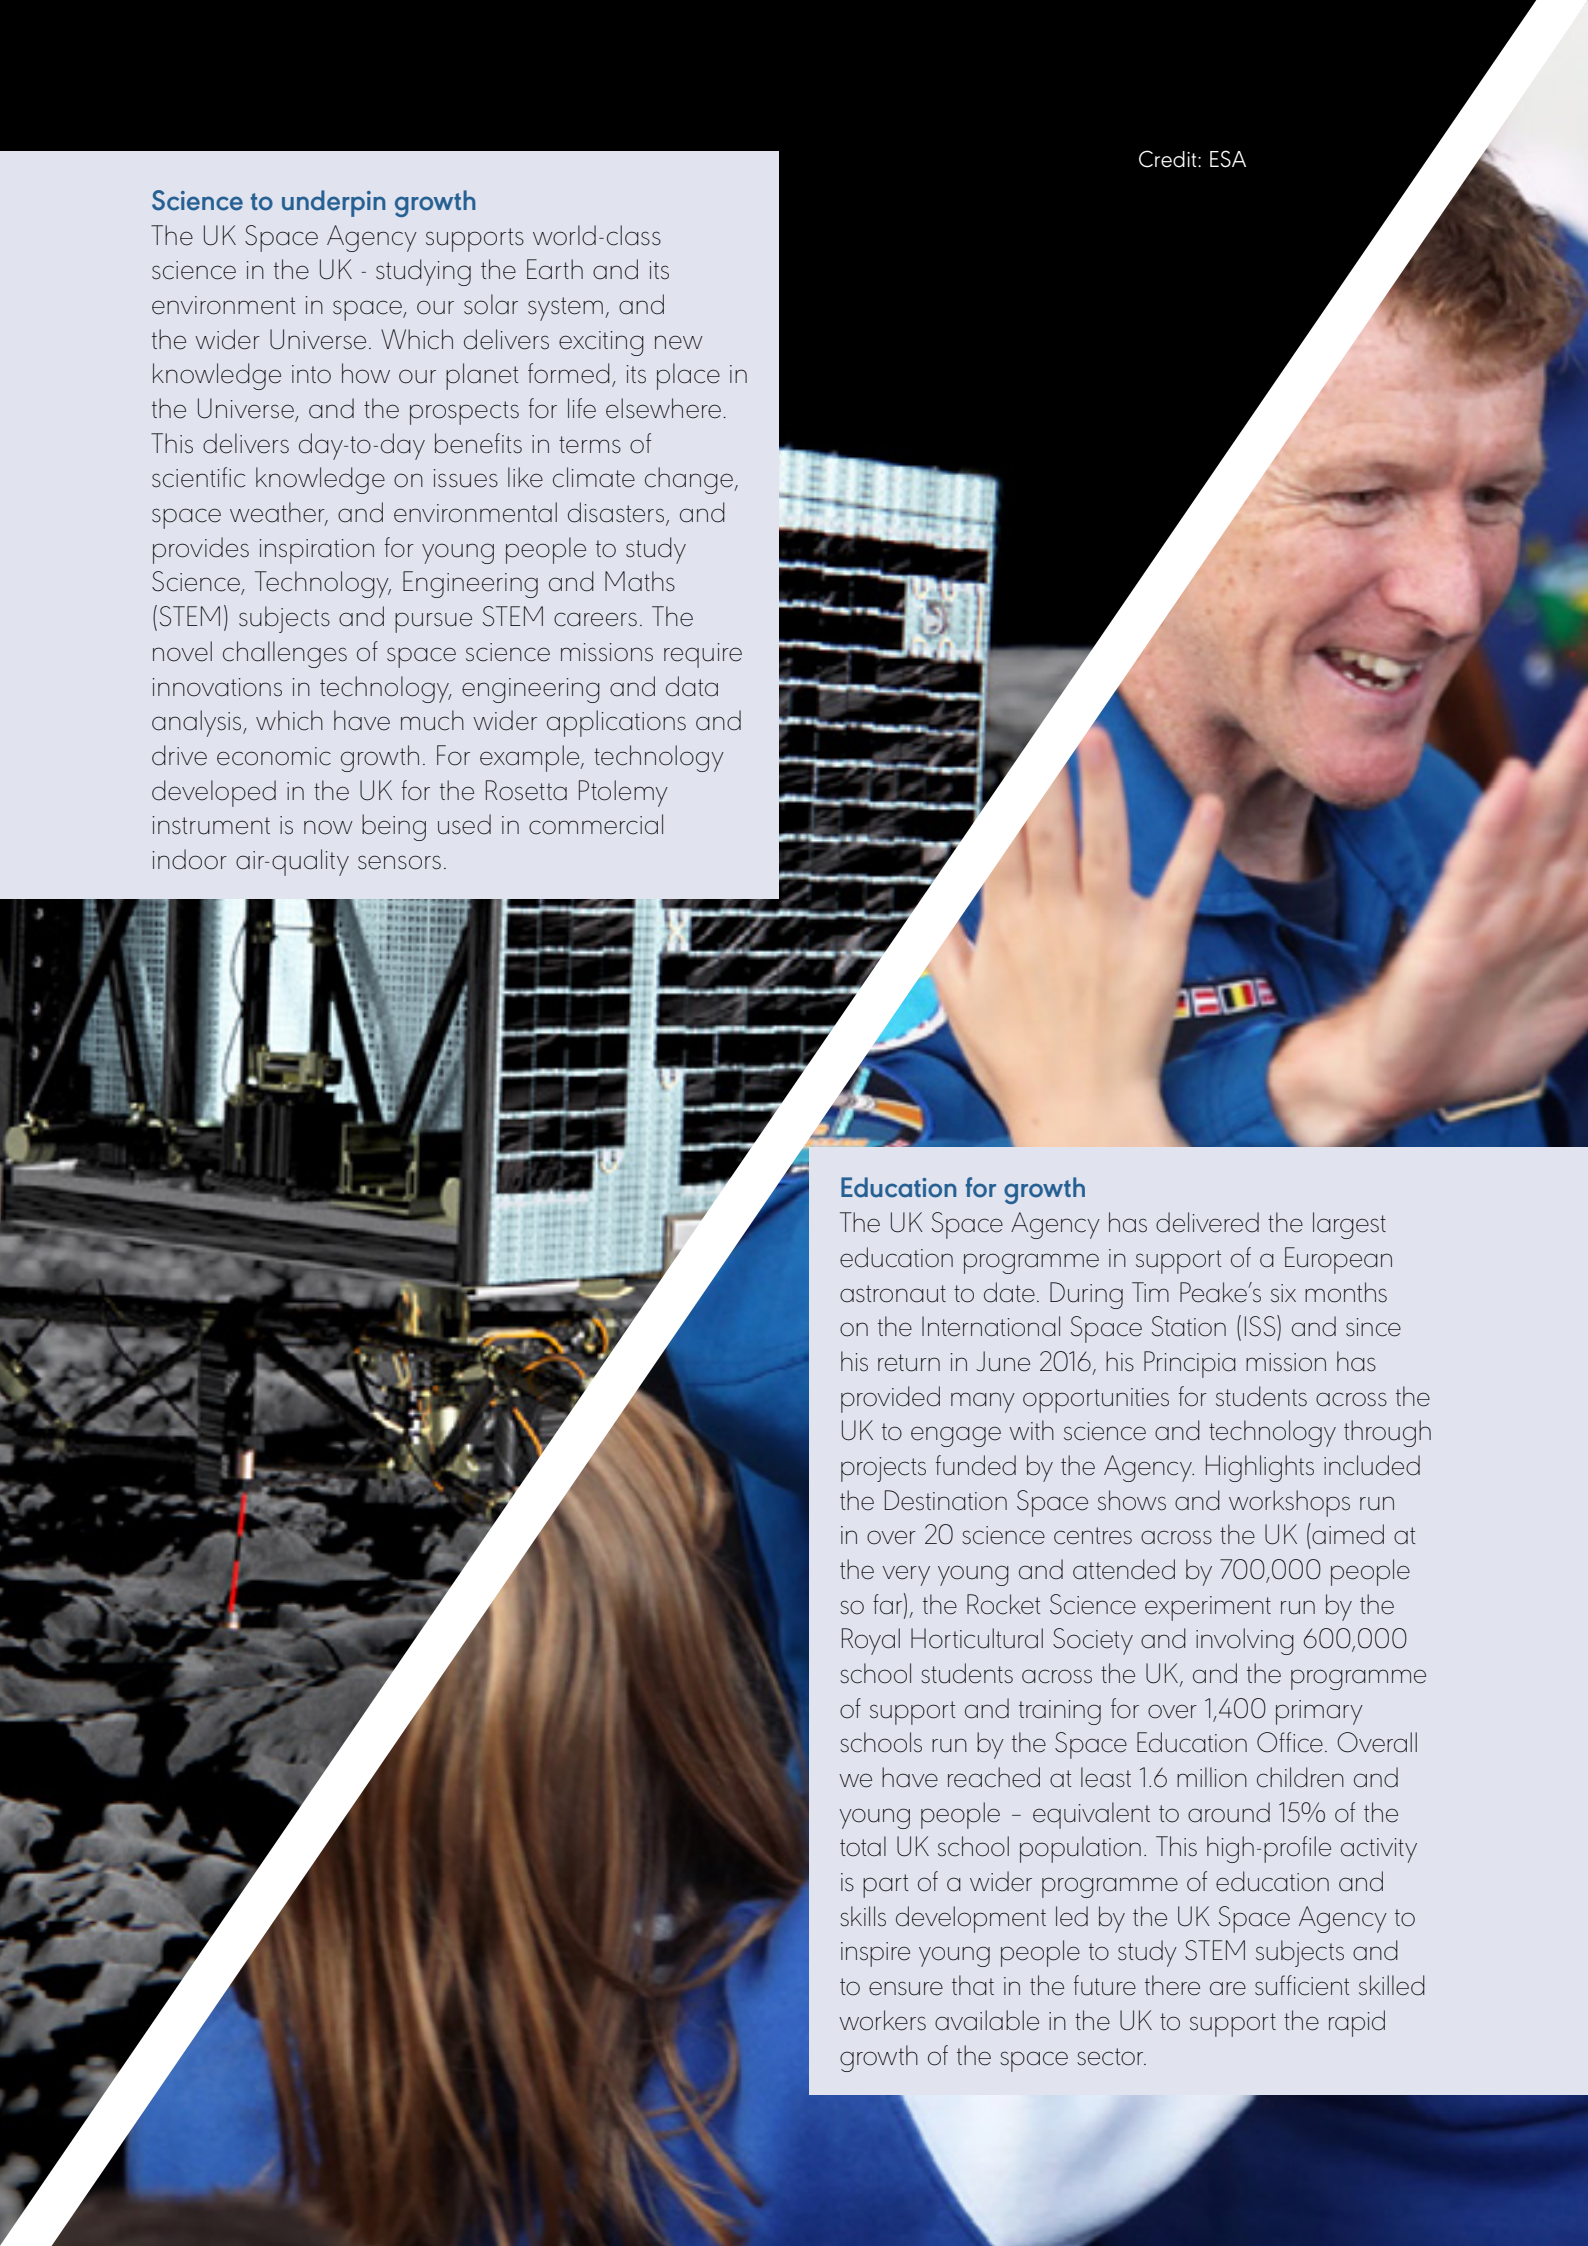 Credit: ESA
Science to underpin growth
The UK Space Agency supports world-class
science in the UK - studying the Earth and its
environment in space, our solar system, and
the wider Universe. Which delivers exciting new
knowledge into how our planet formed, its place in
the Universe, and the prospects for life elsewhere.
This delivers day-to-day benefits in terms of
scientific knowledge on issues like climate change,
space weather, and environmental disasters, and
provides inspiration for young people to study
Science, Technology, Engineering and Maths
(STEM) subjects and pursue STEM careers. The
novel challenges of space science missions require
innovations in technology, engineering and data
analysis, which have much wider applications and
drive economic growth. For example, technology
developed in the UK for the Rosetta Ptolemy
instrument is now being used in commercial
indoor air-quality sensors.
Education for growth
The UK Space Agency has delivered the largest
education programme in support of a European
astronaut to date. During Tim Peake’s six months
on the International Space Station (ISS) and since
his return in June 2016, his Principia mission has
provided many opportunities for students across the
UK to engage with science and technology through
projects funded by the Agency. Highlights included
the Destination Space shows and workshops run
in over 20 science centres across the UK (aimed at
the very young and attended by 700,000 people
so far), the Rocket Science experiment run by the
Royal Horticultural Society and involving 600,000
school students across the UK, and the programme
of support and training for over 1,400 primary
schools run by the Space Education Office. Overall
we have reached at least 1.6 million children and
young people – equivalent to around 15% of the
total UK school population. This high-profile activity
is part of a wider programme of education and
skills development led by the UK Space Agency to
inspire young people to study STEM subjects and
to ensure that in the future there are sufficient skilled
workers available in the UK to support the rapid
growth of the space sector.